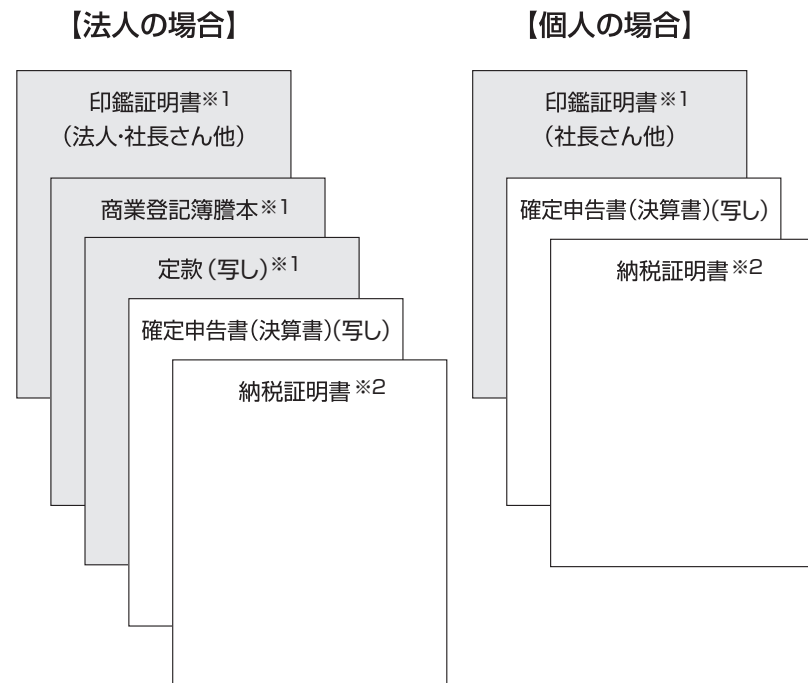 【法人の場合】
印鑑証明書※1
（法人・社長さん他）
商業登記簿謄本※1
定款（写し）※1
確定申告書（決算書）（写し）
納税証明書※2
【個人の場合】
印鑑証明書※1
（社長さん他）
確定申告書（決算書）（写し）
納税証明書※2